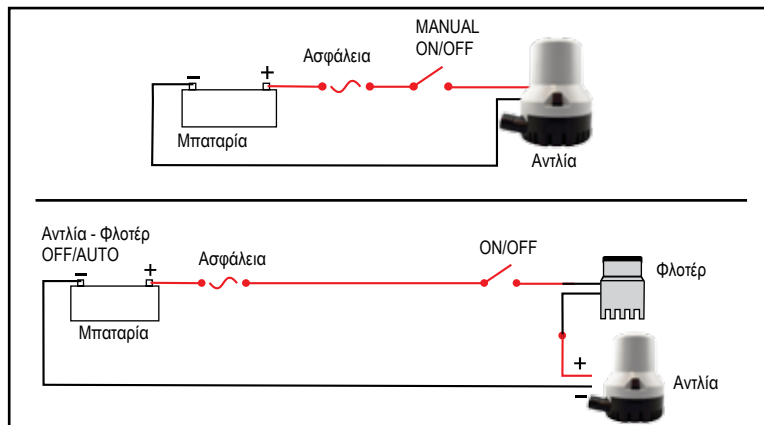 MANUAL
ON/OFF
Ασφάλεια
- +
Μπαταρία
Αντλία
Αντλία - Φλοτέρ
OFF/AUTO
- +
Ασφάλεια
ON/OFF
Φλοτέρ
Μπαταρία
+
Αντλία
-